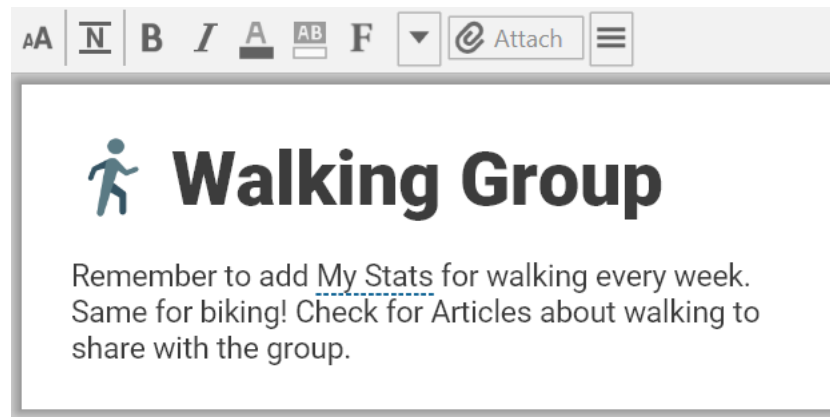 AA N B I A AB F Attach
Walking Group
Remember to add My Stats for walking every week.
Same for biking! Check for Articles about walking to
share with the group.